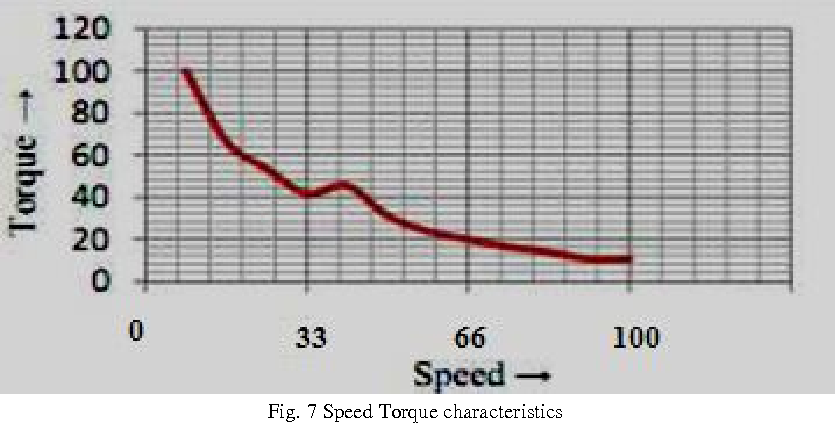 120
100
80
60
40
20
0
Torque →
0 33 66 100
Speed →
Fig. 7 Speed Torque characteristics